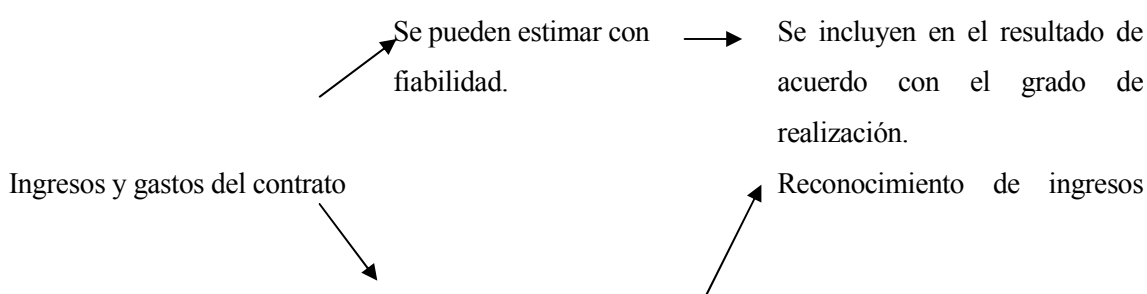 Se pueden estimar con
fiabilidad.
Se incluyen en el resultado de
acuerdo con el grado de
realización.
Ingresos y gastos del contrato
Reconocimiento de ingresos